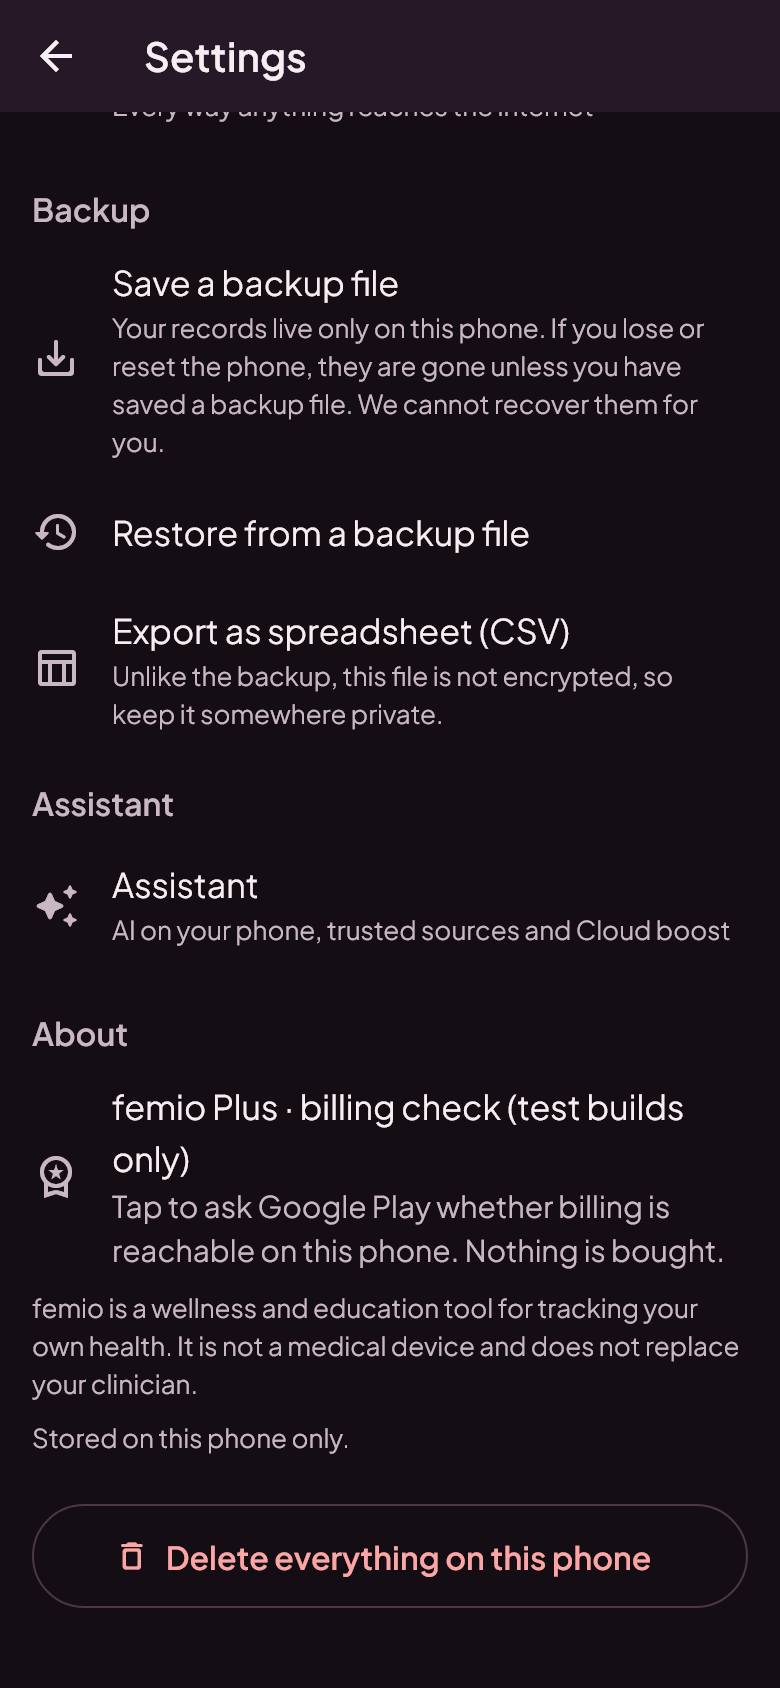 Settings
Every way anything reaches the internet
Backup
Save a backup file
Your records live only on this phone. If you lose or
reset the phone, they are gone unless you have
saved a backup file. We cannot recover them for
you.
Restore from a backup file
Export as spreadsheet (CSV)
Unlike the backup, this file is not encrypted, so
keep it somewhere private.
Assistant
Assistant
AI on your phone, trusted sources and Cloud boost
About
femio Plus · billing check (test builds
only)
Tap to ask Google Play whether billing is
reachable on this phone. Nothing is bought.
femio is a wellness and education tool for tracking your
own health. It is not a medical device and does not replace
your clinician.
Stored on this phone only.
Delete everything on this phone